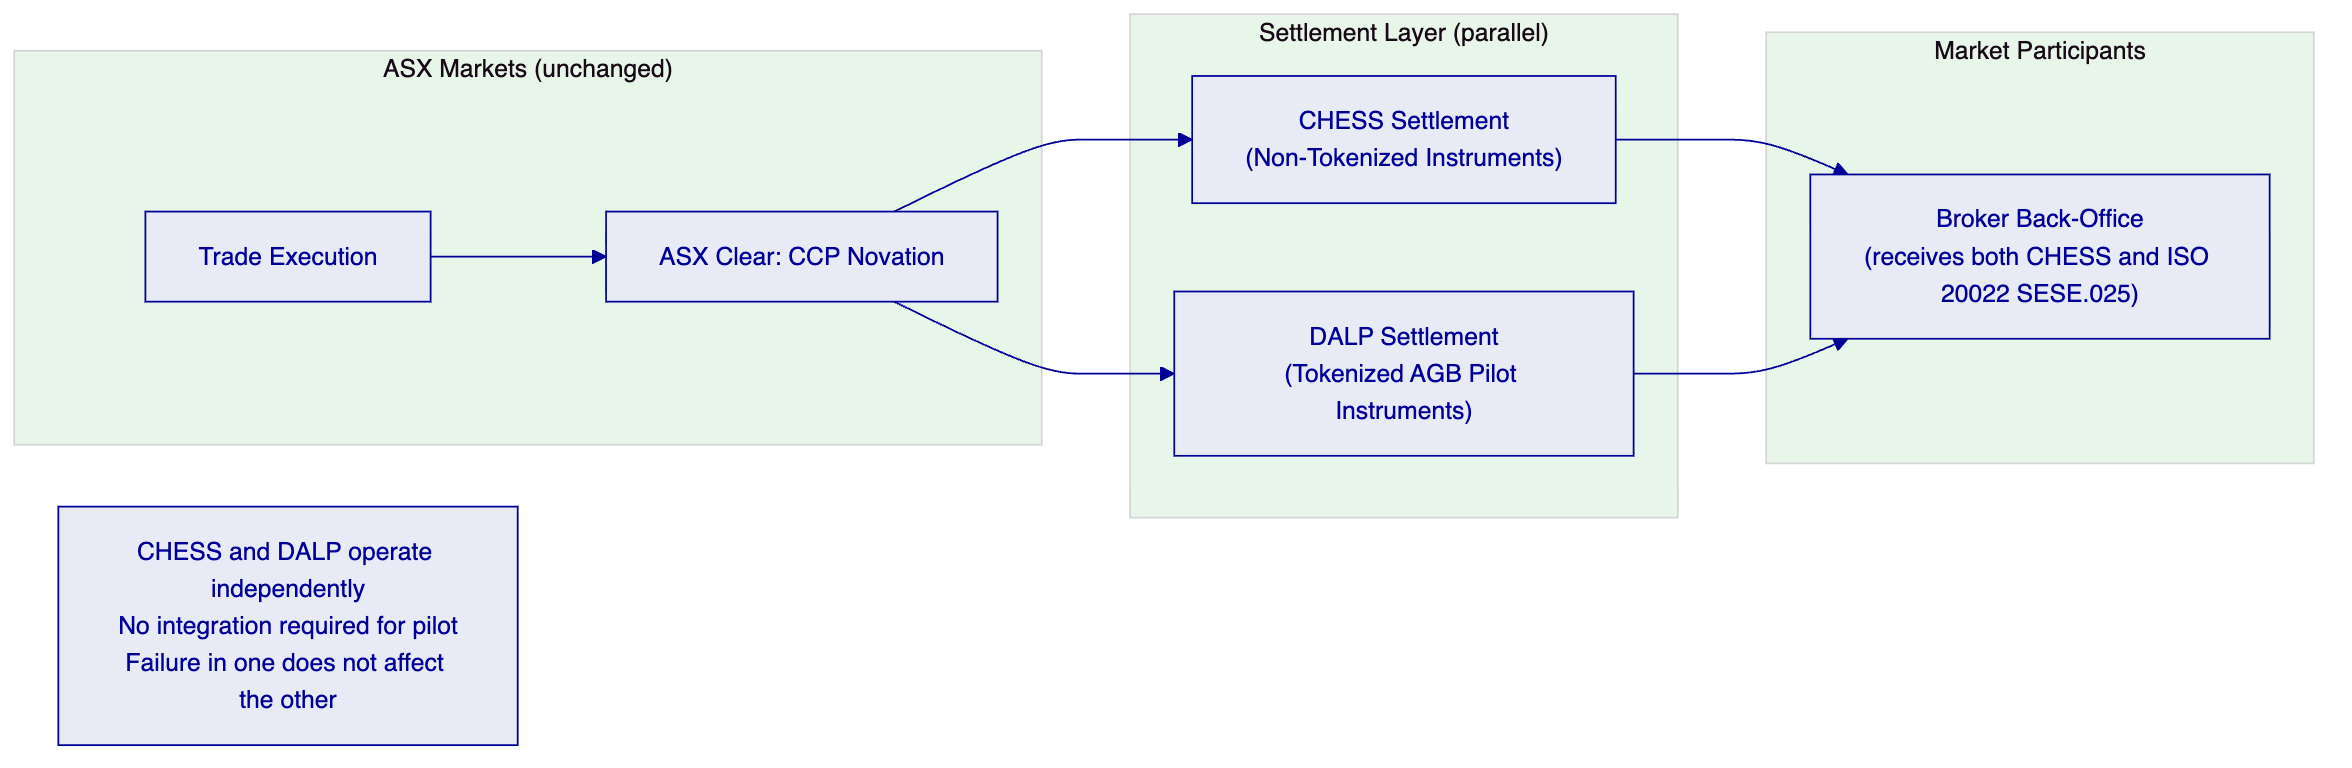 ASX Markets (unchanged)
Trade Execution
ASX Clear: CCP Novation
Settlement Layer (parallel)
CHESS Settlement
(Non-Tokenized Instruments)
DALP Settlement
(Tokenized AGB Pilot
Instruments)
Market Participants
Broker Back-Office
(receives both CHESS and ISO
20022 SESE.025)
CHESS and DALP operate
independently
No integration required for pilot
Failure in one does not affect
the other